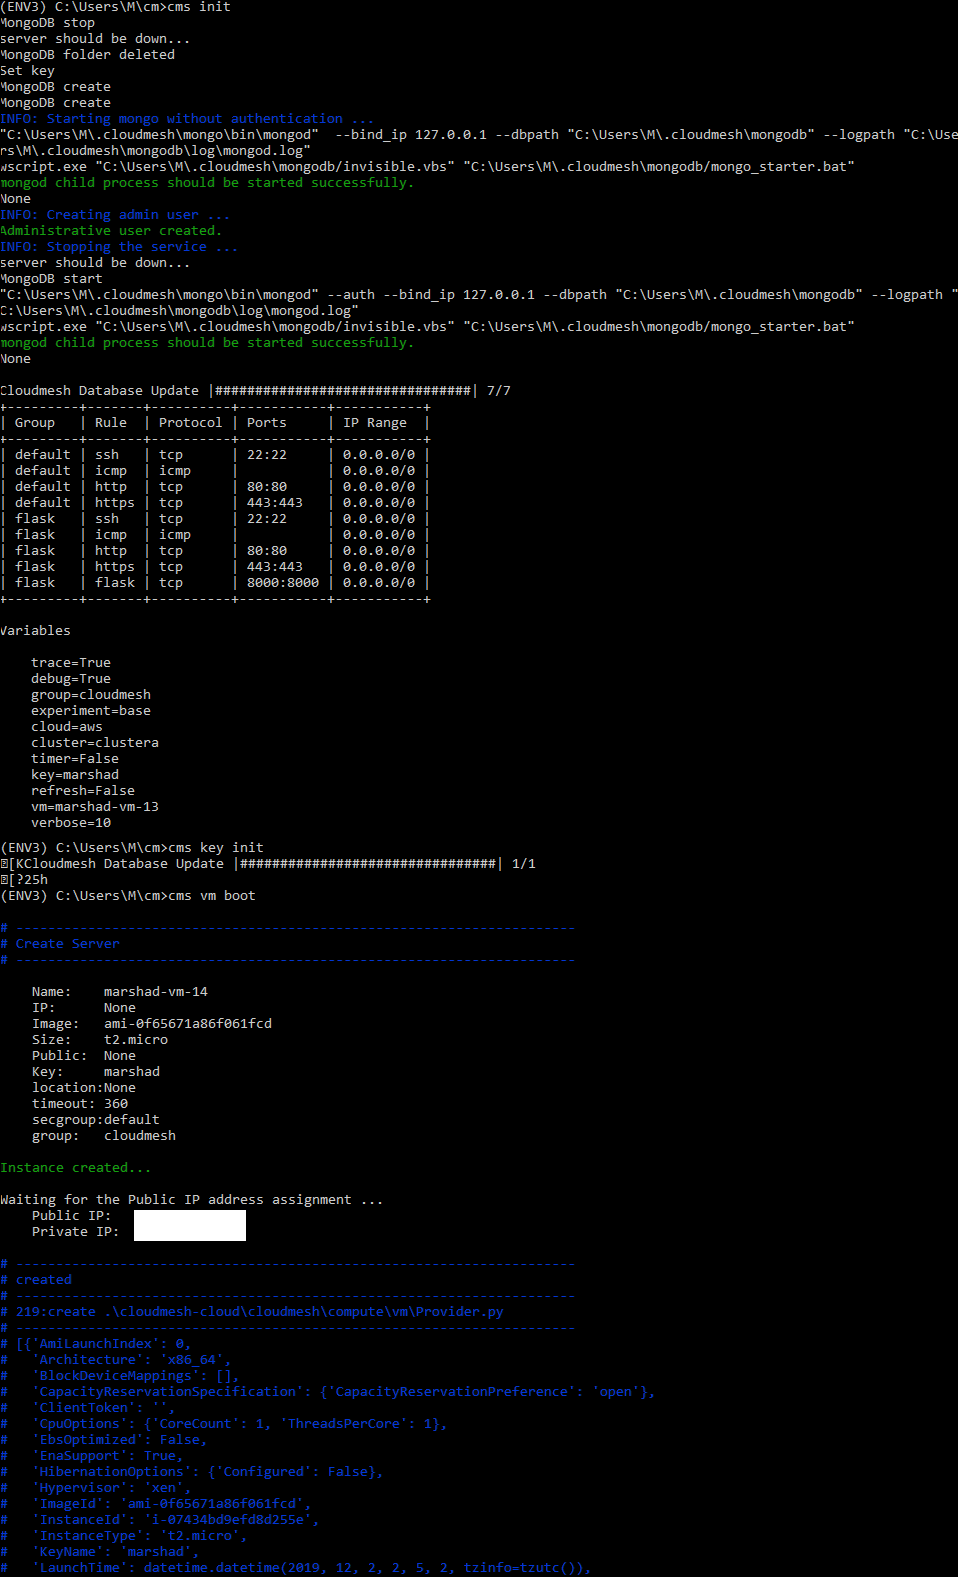 (ENV3) C:\Users\M\cm>cms init
MongoDB stop
server should be down...
MongoDB folder deleted
Set key
MongoDB create
MongoDB create
INFO: Starting mongo without authentication ...
"C:\Users\M\.cloudmesh\mongo\bin\mongod"  --bind_ip 127.0.0.1 --dbpath "C:\Users\M\.cloudmesh\mongodb" --logpath "C:\Use
rs\M\.cloudmesh\mongodb\log\mongod.log"
wscript.exe "C:\Users\M\.cloudmesh\mongodb/invisible.vbs" "C:\Users\M\.cloudmesh\mongodb/mongo_starter.bat"
mongod child process should be started successfully.
None
INFO: Creating admin user ...
Administrative user created.
INFO: Stopping the service ...
server should be down...
MongoDB start
"C:\Users\M\.cloudmesh\mongo\bin\mongod" --auth --bind_ip 127.0.0.1 --dbpath "C:\Users\M\.cloudmesh\mongodb" --logpath "
C:\Users\M\.cloudmesh\mongodb\log\mongod.log"
wscript.exe "C:\Users\M\.cloudmesh\mongodb/invisible.vbs" "C:\Users\M\.cloudmesh\mongodb/mongo_starter.bat"
mongod child process should be started successfully.
None
Cloudmesh Database Update |################################| 7/7
+---------+-------+----------+-----------+-----------+
| Group   | Rule  | Protocol | Ports     | IP Range  |
+---------+-------+----------+-----------+-----------+
| default | ssh   | tcp      | 22:22     | 0.0.0.0/0 |
| default | icmp  | icmp     |           | 0.0.0.0/0 |
| default | http  | tcp      | 80:80     | 0.0.0.0/0 |
| default | https | tcp      | 443:443   | 0.0.0.0/0 |
| flask   | ssh   | tcp      | 22:22     | 0.0.0.0/0 |
| flask   | icmp  | icmp     |           | 0.0.0.0/0 |
| flask   | http  | tcp      | 80:80     | 0.0.0.0/0 |
| flask   | https | tcp      | 443:443   | 0.0.0.0/0 |
| flask   | flask | tcp      | 8000:8000 | 0.0.0.0/0 |
+---------+-------+----------+-----------+-----------+
Variables
    trace=True
    debug=True
    group=cloudmesh
    experiment=base
    cloud=aws
    cluster=clustera
    timer=False
    key=marshad
    refresh=False
    vm=marshad-vm-13
    verbose=10
(ENV3) C:\Users\M\cm>cms key init
[KCloudmesh Database Update |################################| 1/1
[?25h
(ENV3) C:\Users\M\cm>cms vm boot
# ----------------------------------------------------------------------
# Create Server
# ----------------------------------------------------------------------
    Name:    marshad-vm-14
    IP:      None
    Image:   ami-0f65671a86f061fcd
    Size:    t2.micro
    Public:  None
    Key:     marshad
    location:None
    timeout: 360
    secgroup:default
    group:   cloudmesh
Instance created...
Waiting for the Public IP address assignment ...
    Public IP:
    Private IP:
# ----------------------------------------------------------------------
# created
# ----------------------------------------------------------------------
# 219:create .\cloudmesh-cloud\cloudmesh\compute\vm\Provider.py
# ----------------------------------------------------------------------
# [{'AmiLaunchIndex': 0,
#   'Architecture': 'x86_64',
#   'BlockDeviceMappings': [],
#   'CapacityReservationSpecification': {'CapacityReservationPreference': 'open'},
#   'ClientToken': '',
#   'CpuOptions': {'CoreCount': 1, 'ThreadsPerCore': 1},
#   'EbsOptimized': False,
#   'EnaSupport': True,
#   'HibernationOptions': {'Configured': False},
#   'Hypervisor': 'xen',
#   'ImageId': 'ami-0f65671a86f061fcd',
#   'InstanceId': 'i-07434bd9efd8d255e',
#   'InstanceType': 't2.micro',
#   'KeyName': 'marshad',
#   'LaunchTime': datetime.datetime(2019, 12, 2, 2, 5, 2, tzinfo=tzutc()),